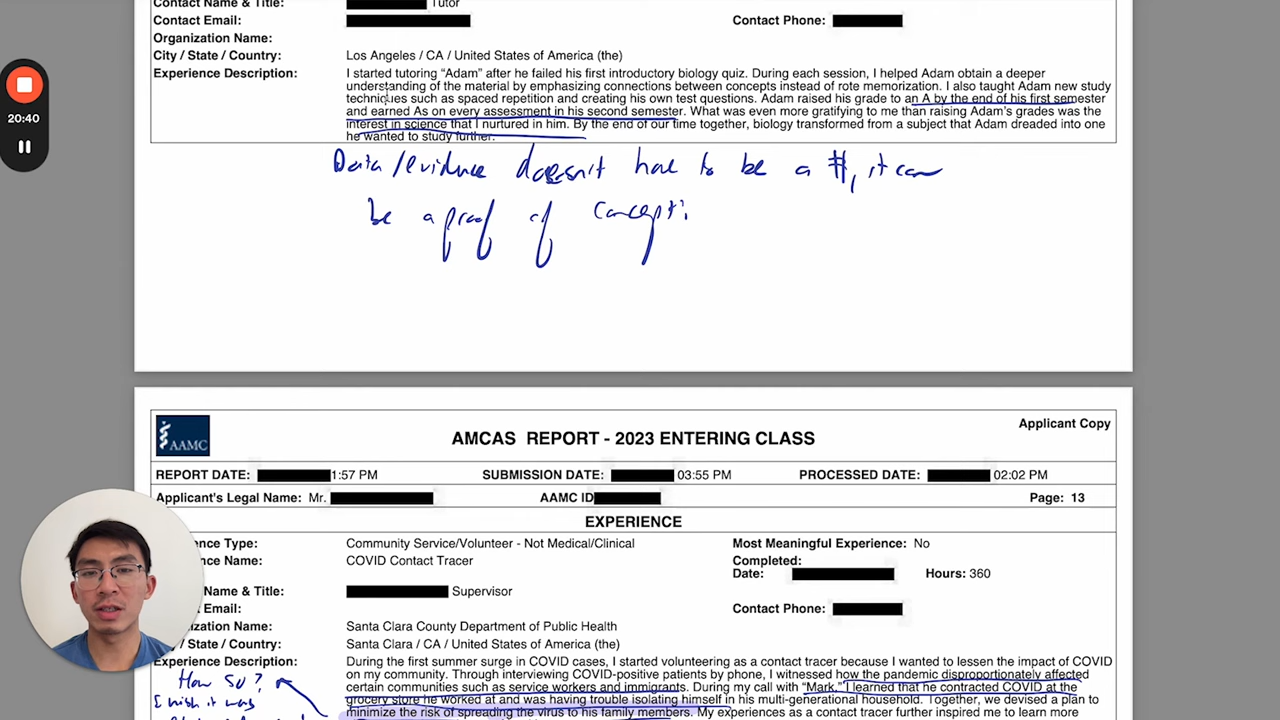 Contact Name & Title: Tutor
Contact Email: Contact Phone:
Organization Name:
City / State / Country: Los Angeles / CA / United States of America (the)
Experience Description: I started tutoring “Adam” after he failed his first introductory biology quiz. During each session, I helped Adam obtain a deeper
understanding of the material by emphasizing connections between concepts instead of rote memorization. I also taught Adam new study
techniques such as spaced repetition and creating his own test questions. Adam raised his grade to an A by the end of his first semester
and earned As on every assessment in his second semester. What was even more gratifying to me than raising Adam’s grades was the
interest in science that I nurtured in him. By the end of our time together, biology transformed from a subject that Adam dreaded into one
he wanted to study further.
20:40
Data/evidence doesn't have to be a #, it can
be a proof of concept:
Applicant Copy
AAMC
AMCAS REPORT - 2023 ENTERING CLASS
REPORT DATE: 1:57 PM SUBMISSION DATE: 03:55 PM PROCESSED DATE: 02:02 PM
Applicant's Legal Name: Mr. AAMC ID Page: 13
EXPERIENCE
ence Type: Community Service/Volunteer - Not Medical/Clinical Most Meaningful Experience: No
ence Name: COVID Contact Tracer Completed:
Date: Hours: 360
Name & Title: Supervisor
Email: Contact Phone:
ization Name: Santa Clara County Department of Public Health
/ State / Country: Santa Clara / CA / United States of America (the)
Experience Description: During the first summer surge in COVID cases, I started volunteering as a contact tracer because I wanted to lessen the impact of COVID
on my community. Through interviewing COVID-positive patients by phone, I witnessed how the pandemic disproportionately affected
certain communities such as service workers and immigrants. During my call with “Mark,” I learned that he contracted COVID at the
grocery store he worked at and was having trouble isolating himself in his multi-generational household. Together, we devised a plan to
minimize the risk of spreading the virus to his family members. My experiences as a contact tracer further inspired me to learn more
How so?
I wish it was